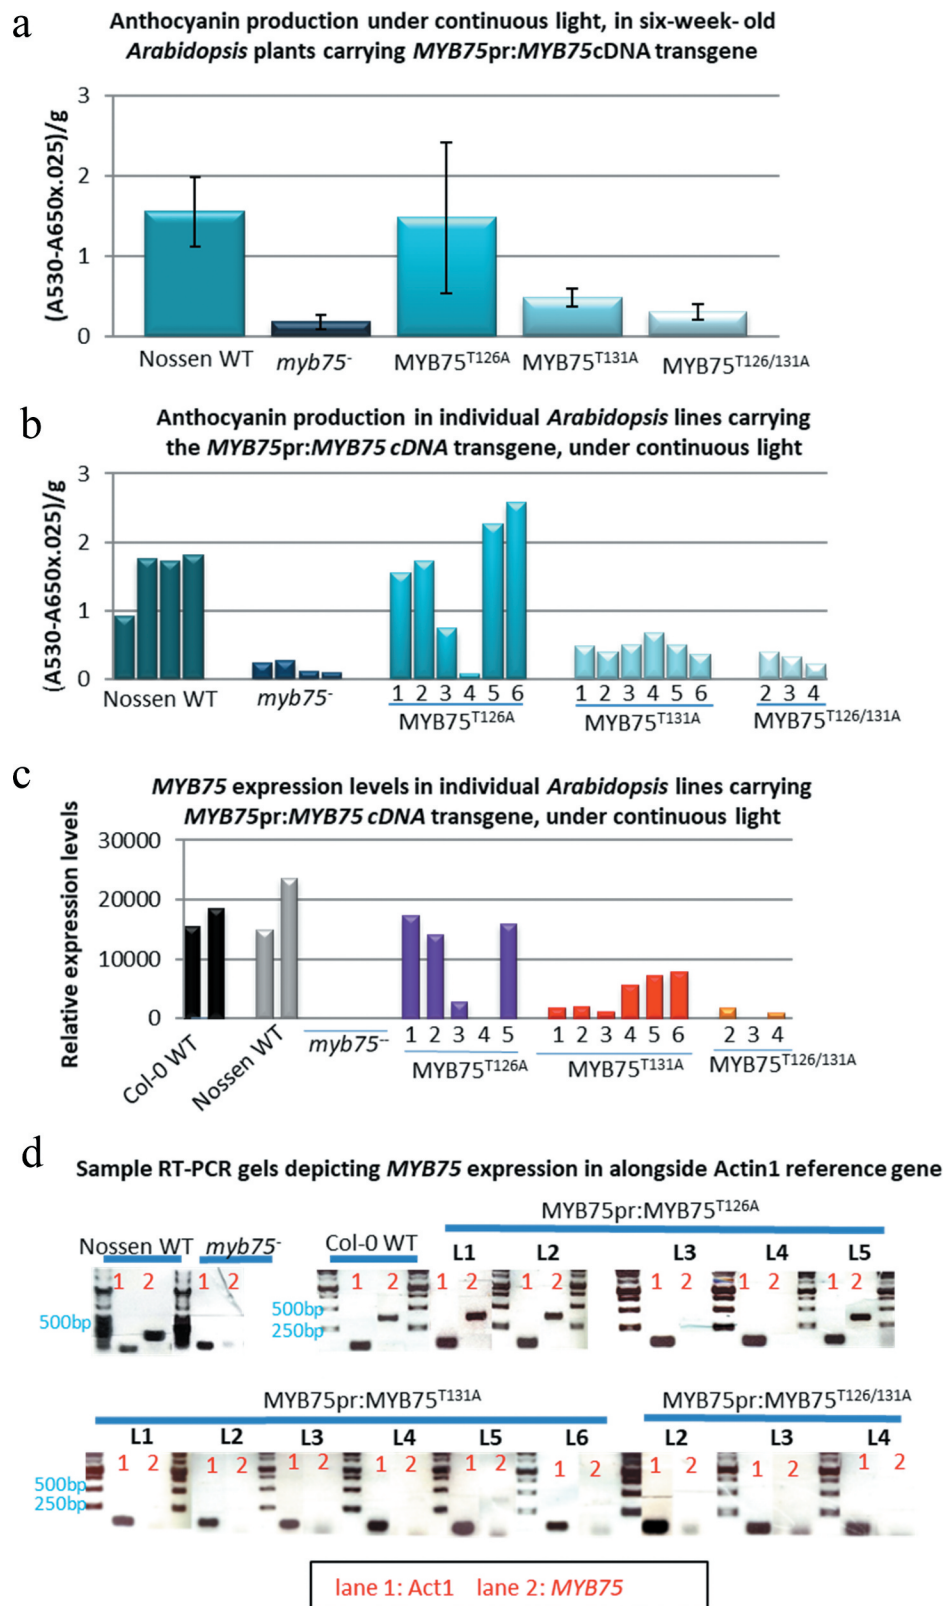 a
Anthocyanin production under continuous light, in six-week- old
Arabidopsis plants carrying MYB75pr:MYB75cDNA transgene
(A530-A650x.025)/g
3
2
1
0
Nossen WT myb75- MYB75T126A MYB75T131A MYB75T126/131A
b
Anthocyanin production in individual Arabidopsis lines carrying
the MYB75pr:MYB75 cDNA transgene, under continuous light
(A530-A650x.025)/g
3
2
1
0
1 2 3 4 5 6 1 2 3 4 5 6 2 3 4
Nossen WT myb75- MYB75T126A MYB75T131A MYB75T126/131A
c
MYB75 expression levels in individual Arabidopsis lines carrying
MYB75pr:MYB75 cDNA transgene, under continuous light
Relative expression levels
30000
20000
10000
0
1 2 3 4 5 1 2 3 4 5 6 2 3 4
Col-0 WT Nossen WT myb75-- MYB75T126A MYB75T131A MYB75T126/131A
d
Sample RT-PCR gels depicting MYB75 expression in alongside Actin1 reference gene
MYB75pr:MYB75T126A
Nossen WT myb75- Col-0 WT L1 L2 L3 L4 L5
1 2 1 2 1 2 1 2 1 2 1 2 1 2 1 2
500bp
500bp
250bp
MYB75pr:MYB75T131A MYB75pr:MYB75T126/131A
L1 L2 L3 L4 L5 L6 L2 L3 L4
1 2 1 2 1 2 1 2 1 2 1 2 1 2 1 2 1 2
500bp
250bp
lane 1: Act1 lane 2: MYB75